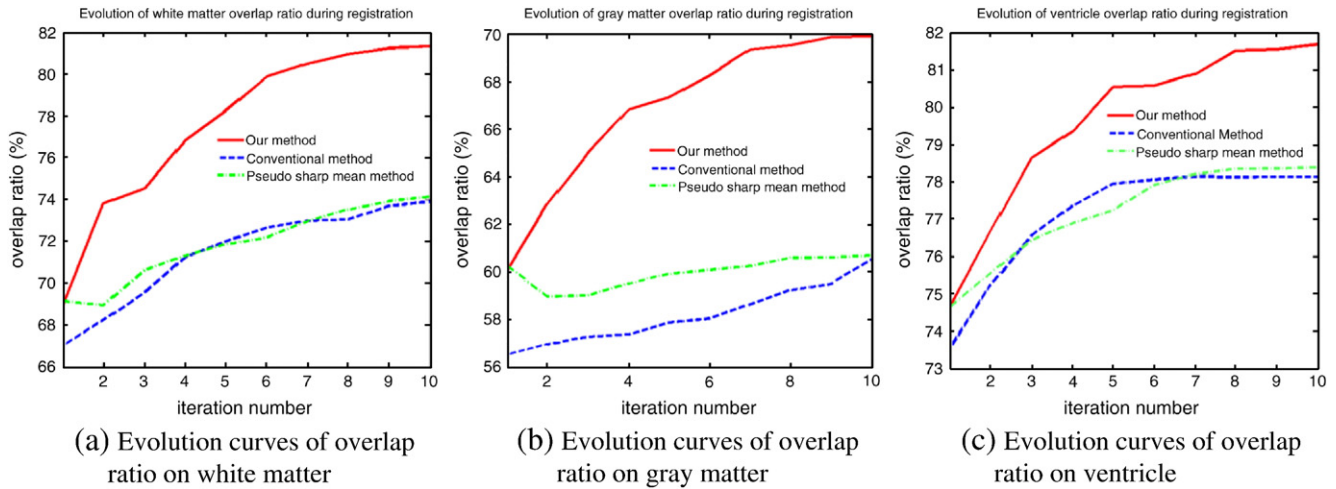 Evolution of white matter overlap ratio during registration
82
81
78
76
74
72
70
69
68
66
2
3
4
5
6
7
8
9
10
overlap ratio (%)
iteration number
Our method
Conventional method
Pseudo sharp mean method
(a) Evolution curves of overlap
ratio on white matter
Evolution of gray matter overlap ratio during registration
70
68
66
64
62
60
58
56
2
4
6
8
10
overlap ratio (%)
iteration number
Our method
Conventional method
Pseudo sharp mean method
(b) Evolution curves of overlap
ratio on gray matter
Evolution of ventricle overlap ratio during registration
82
81
80
79
78
77
76
75
74
73
2
3
4
5
6
7
8
9
10
overlap ratio (%)
iteration number
Our method
Conventional Method
Pseudo sharp mean method
(c) Evolution curves of overlap
ratio on ventricle